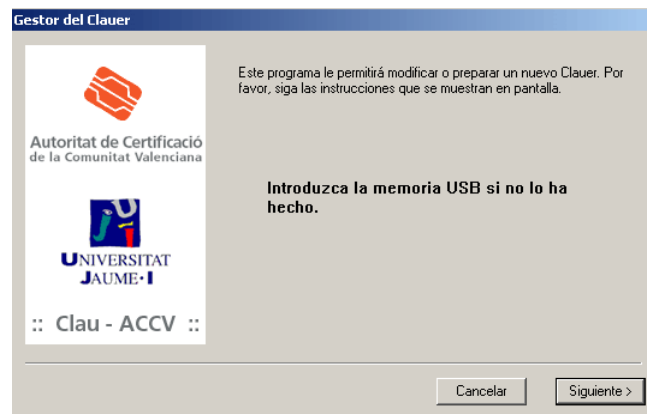 Gestor del Clauer
Este programa le permitirá modificar o preparar un nuevo Clauer. Por
favor, siga las instrucciones que se muestran en pantalla.
Autoritat de Certificació
de la Comunitat Valenciana
Introduzca la memoria USB si no lo ha
hecho.
UJI
UNIVERSITAT
JAUME·I
:: Clau - ACCV ::
Cancelar
Siguiente >